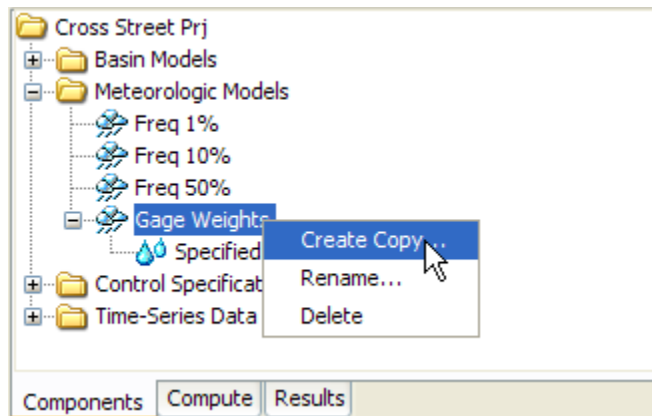 Cross Street Prj
Basin Models
Meteorologic Models
Freq 1%
Freq 10%
Freq 50%
Gage Weights
Specified
Control Specificat
Time-Series Data
Create Copy...
Rename...
Delete
Components Compute Results